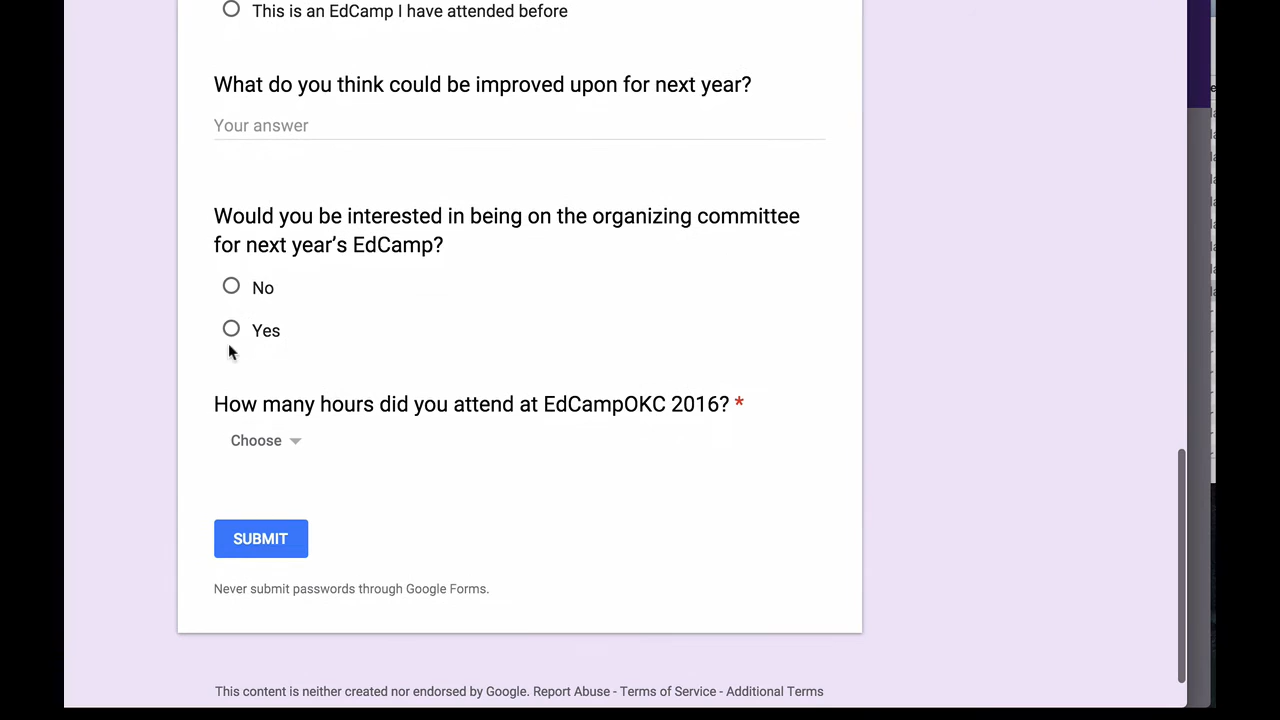 This is an EdCamp I have attended before
What do you think could be improved upon for next year?
Your answer
Would you be interested in being on the organizing committee
for next year’s EdCamp?
No
Yes
How many hours did you attend at EdCampOKC 2016? *
Choose
SUBMIT
Never submit passwords through Google Forms.
This content is neither created nor endorsed by Google. Report Abuse - Terms of Service - Additional Terms